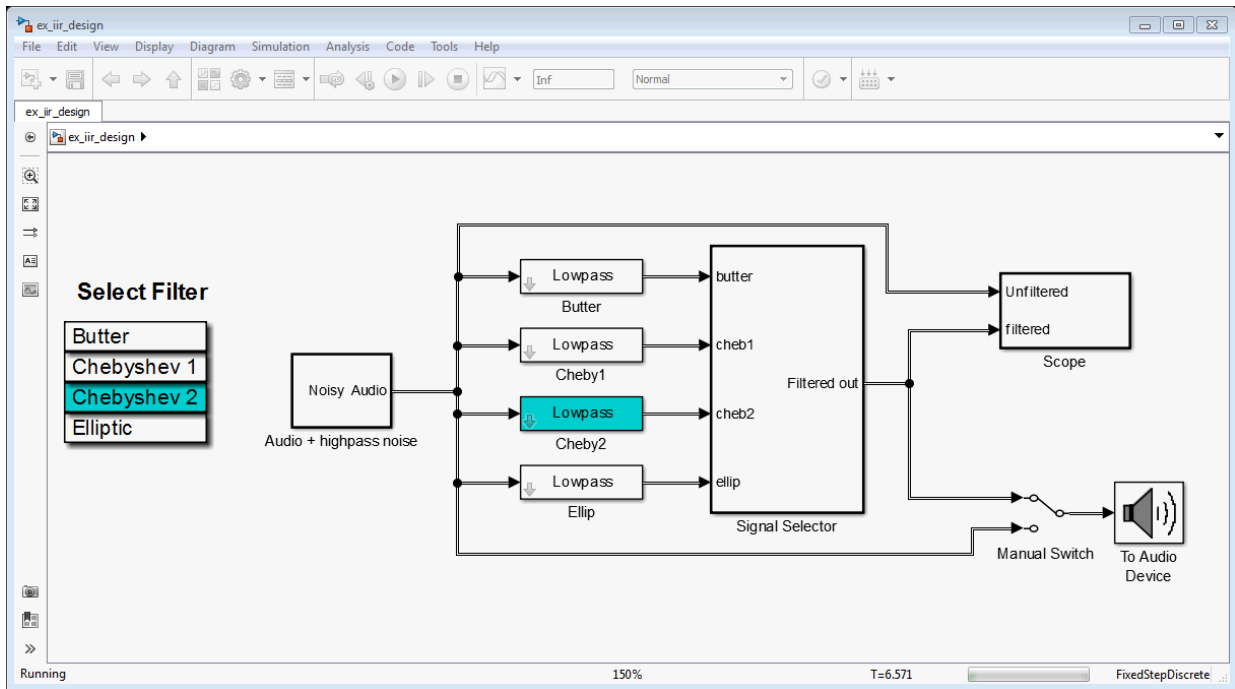 ex_iir_design
File Edit View Display Diagram Simulation Analysis Code Tools Help
Inf Normal
ex_iir_design
ex_iir_design
Select Filter
Butter
Chebyshev 1
Chebyshev 2
Elliptic
Noisy Audio
Audio + highpass noise
Lowpass
Butter
Lowpass
Cheby1
Lowpass
Cheby2
Lowpass
Ellip
butter
cheb1
cheb2
ellip
Filtered out
Signal Selector
Unfiltered
filtered
Scope
Manual Switch
To Audio
Device
Running 150% T=6.571 FixedStepDiscrete